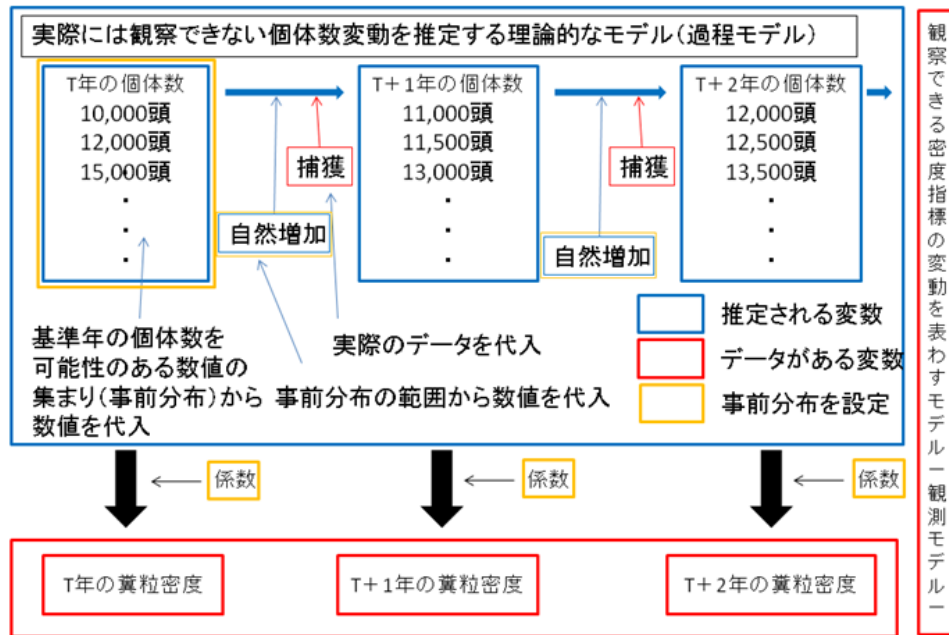 実際には観察できない個体数変動を推定する理論的なモデル(過程モデル)
T年の個体数
10,000頭
12,000頭
15,000頭
・
・
・
T+1年の個体数
11,000頭
11,500頭
13,000頭
・
・
・
T+2年の個体数
12,000頭
12,500頭
13,500頭
・
・
・
捕獲
自然増加
捕獲
自然増加
基準年の個体数を
可能性のある数値の
集まり(事前分布)から
数値を代入
実際のデータを代入
事前分布の範囲から数値を代入
推定される変数
データがある変数
事前分布を設定
係数
係数
係数
T年の糞粒密度
T+1年の糞粒密度
T+2年の糞粒密度
観察できる密度指標の変動を表わすモデルー観測モデルー